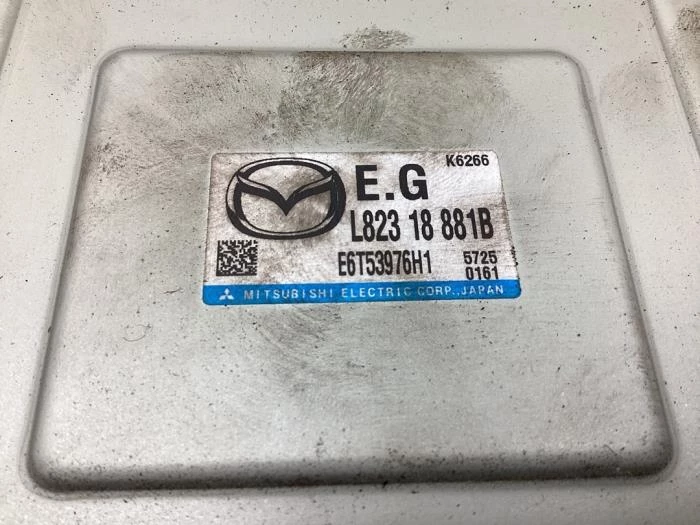 K6266
E.G
L823 18 881B
E6T53976H1 5725
0161
MITSUBISHI ELECTRIC CORP., JAPAN